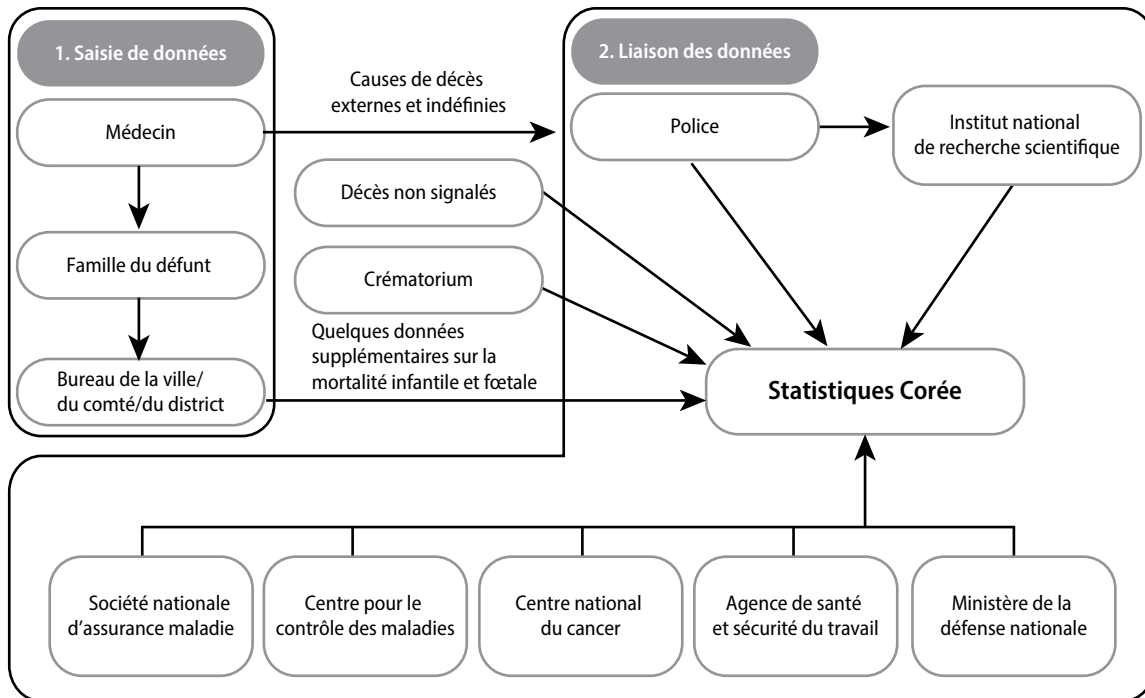 1. Saisie de données
Médecin
Famille du défunt
Bureau de la ville/
du comté/du district
Causes de décès
externes et indéfinies
Décès non signalés
Crématorium
Quelques données
supplémentaires sur la
mortalité infantile et fœtale
2. Liaison des données
Police
Institut national
de recherche scientifique
Statistiques Corée
Société nationale
d’assurance maladie
Centre pour le
contrôle des maladies
Centre national
du cancer
Agence de santé
et sécurité du travail
Ministère de la
défense nationale